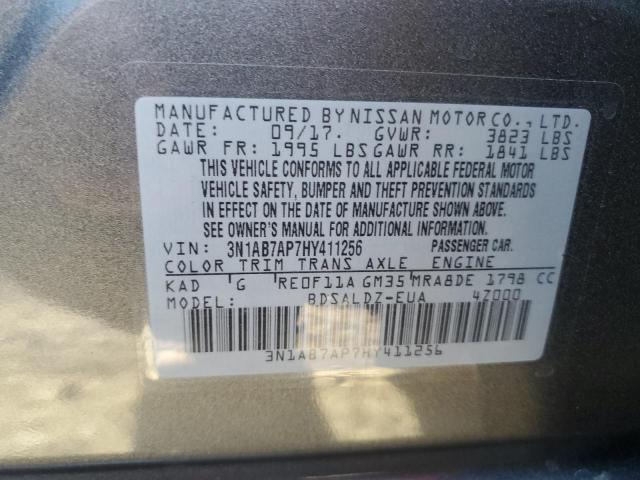 MANUFACTURED BY NISSAN MOTOR CO., LTD.
DATE: 09/17. GVWR: 3823 LBS
GAWR FR: 1995 LBS GAWR RR: 1841 LBS
THIS VEHICLE CONFORMS TO ALL APPLICABLE FEDERAL MOTOR
VEHICLE SAFETY, BUMPER AND THEFT PREVENTION STANDARDS
IN EFFECT ON THE DATE OF MANUFACTURE SHOWN ABOVE.
SEE OWNER'S MANUAL FOR ADDITIONAL INFORMATION.
VIN: 3N1AB7AP7HY411256 PASSENGER CAR.
COLOR TRIM TRANS AXLE ENGINE
KAD G RE0F11A GM35 MRA8DE 1798 CC
MODEL: BDSALDZ-EUA 4Z000
3N1AB7AP7HY411256